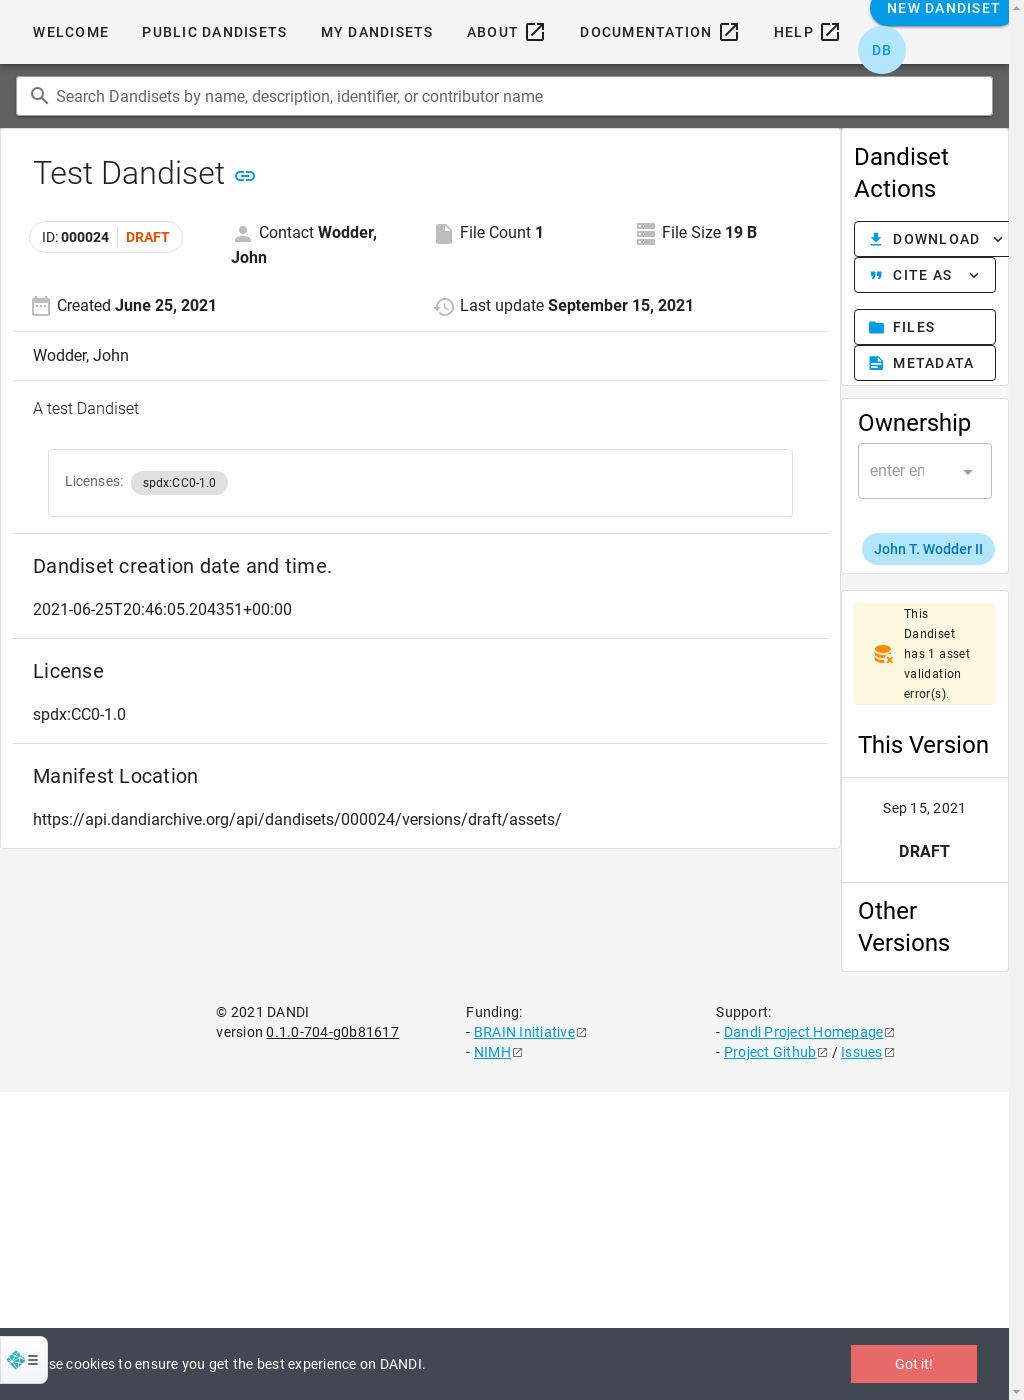 WELCOME PUBLIC DANDISETS MY DANDISETS ABOUT DOCUMENTATION HELP NEW DANDISET
DB
Search Dandisets by name, description, identifier, or contributor name
Test Dandiset
ID: 000024 DRAFT
Contact Wodder,
John
File Count 1
File Size 19 B
Created June 25, 2021
Last update September 15, 2021
Wodder, John
A test Dandiset
Licenses: spdx:CC0-1.0
Dandiset creation date and time.
2021-06-25T20:46:05.204351+00:00
License
spdx:CC0-1.0
Manifest Location
https://api.dandiarchive.org/api/dandisets/000024/versions/draft/assets/
Dandiset
Actions
DOWNLOAD
CITE AS
FILES
METADATA
Ownership
enter en
John T. Wodder II
This
Dandiset
has 1 asset
validation
error(s).
This Version
Sep 15, 2021
DRAFT
Other
Versions
© 2021 DANDI
version 0.1.0-704-g0b81617
Funding:
- BRAIN Initiative
- NIMH
Support:
- Dandi Project Homepage
- Project Github / Issues
se cookies to ensure you get the best experience on DANDI.
Got it!